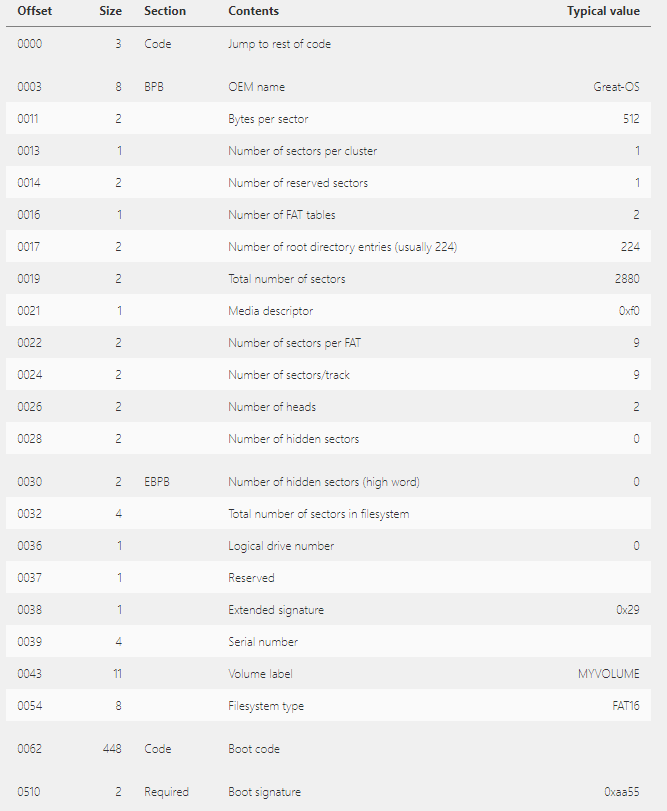 Offset Size Section Contents Typical value
0000 3 Code Jump to rest of code
0003 8 BPB OEM name Great-OS
0011 2 Bytes per sector 512
0013 1 Number of sectors per cluster 1
0014 2 Number of reserved sectors 1
0016 1 Number of FAT tables 2
0017 2 Number of root directory entries (usually 224) 224
0019 2 Total number of sectors 2880
0021 1 Media descriptor 0xf0
0022 2 Number of sectors per FAT 9
0024 2 Number of sectors/track 9
0026 2 Number of heads 2
0028 2 Number of hidden sectors 0
0030 2 EBPB Number of hidden sectors (high word) 0
0032 4 Total number of sectors in filesystem
0036 1 Logical drive number 0
0037 1 Reserved
0038 1 Extended signature 0x29
0039 4 Serial number
0043 11 Volume label MYVOLUME
0054 8 Filesystem type FAT16
0062 448 Code Boot code
0510 2 Required Boot signature 0xaa55